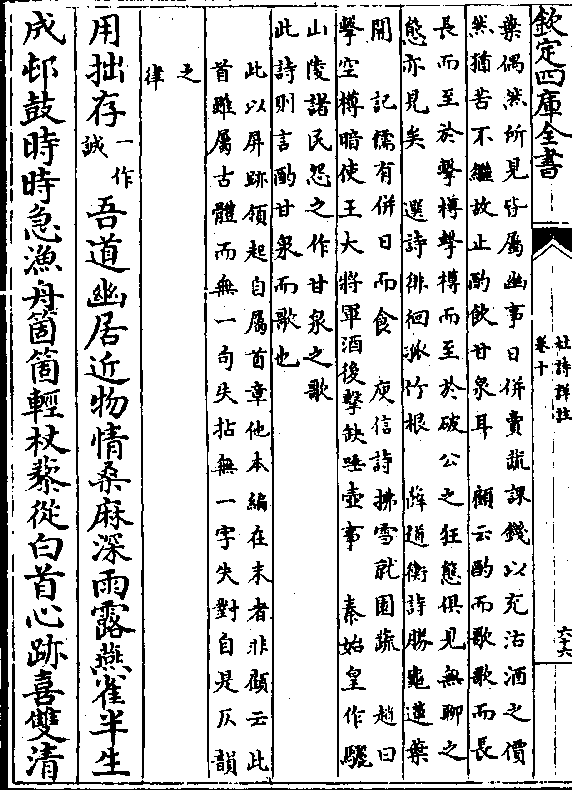 欽定四庫全書
杜詩詳註
卷十
六十六
葉偶然所見皆屬幽事日併賣蔬課錢以充沽酒之價
然猶苦不繼故止酌飲甘泉耳　顧云酌而歌歌而長
長而至於擊樽擊樽而至於破公之狂態俱見無聊之
態亦見矣　選詩徘徊孤竹根　薛道衡詩勝黿蓮葉
開　記儒有併日而食　庾信詩拂雪就園蔬　趙曰
擊空樽暗使王大將軍酒後擊缺唾壺事　秦始皇作驪
山陵諸民怨之作甘泉之歌
此詩則言酌甘泉而歌也
此以屏跡領起自屬首章他本編在末者非顧云此
首雖屬古體而無一句失拈無一字失對自是仄韻
之
律
用拙存一作誠吾道幽居近物情桑麻深雨露燕雀半生
成邨鼓時時急漁舟箇箇輕杖藜從白首心跡喜雙清